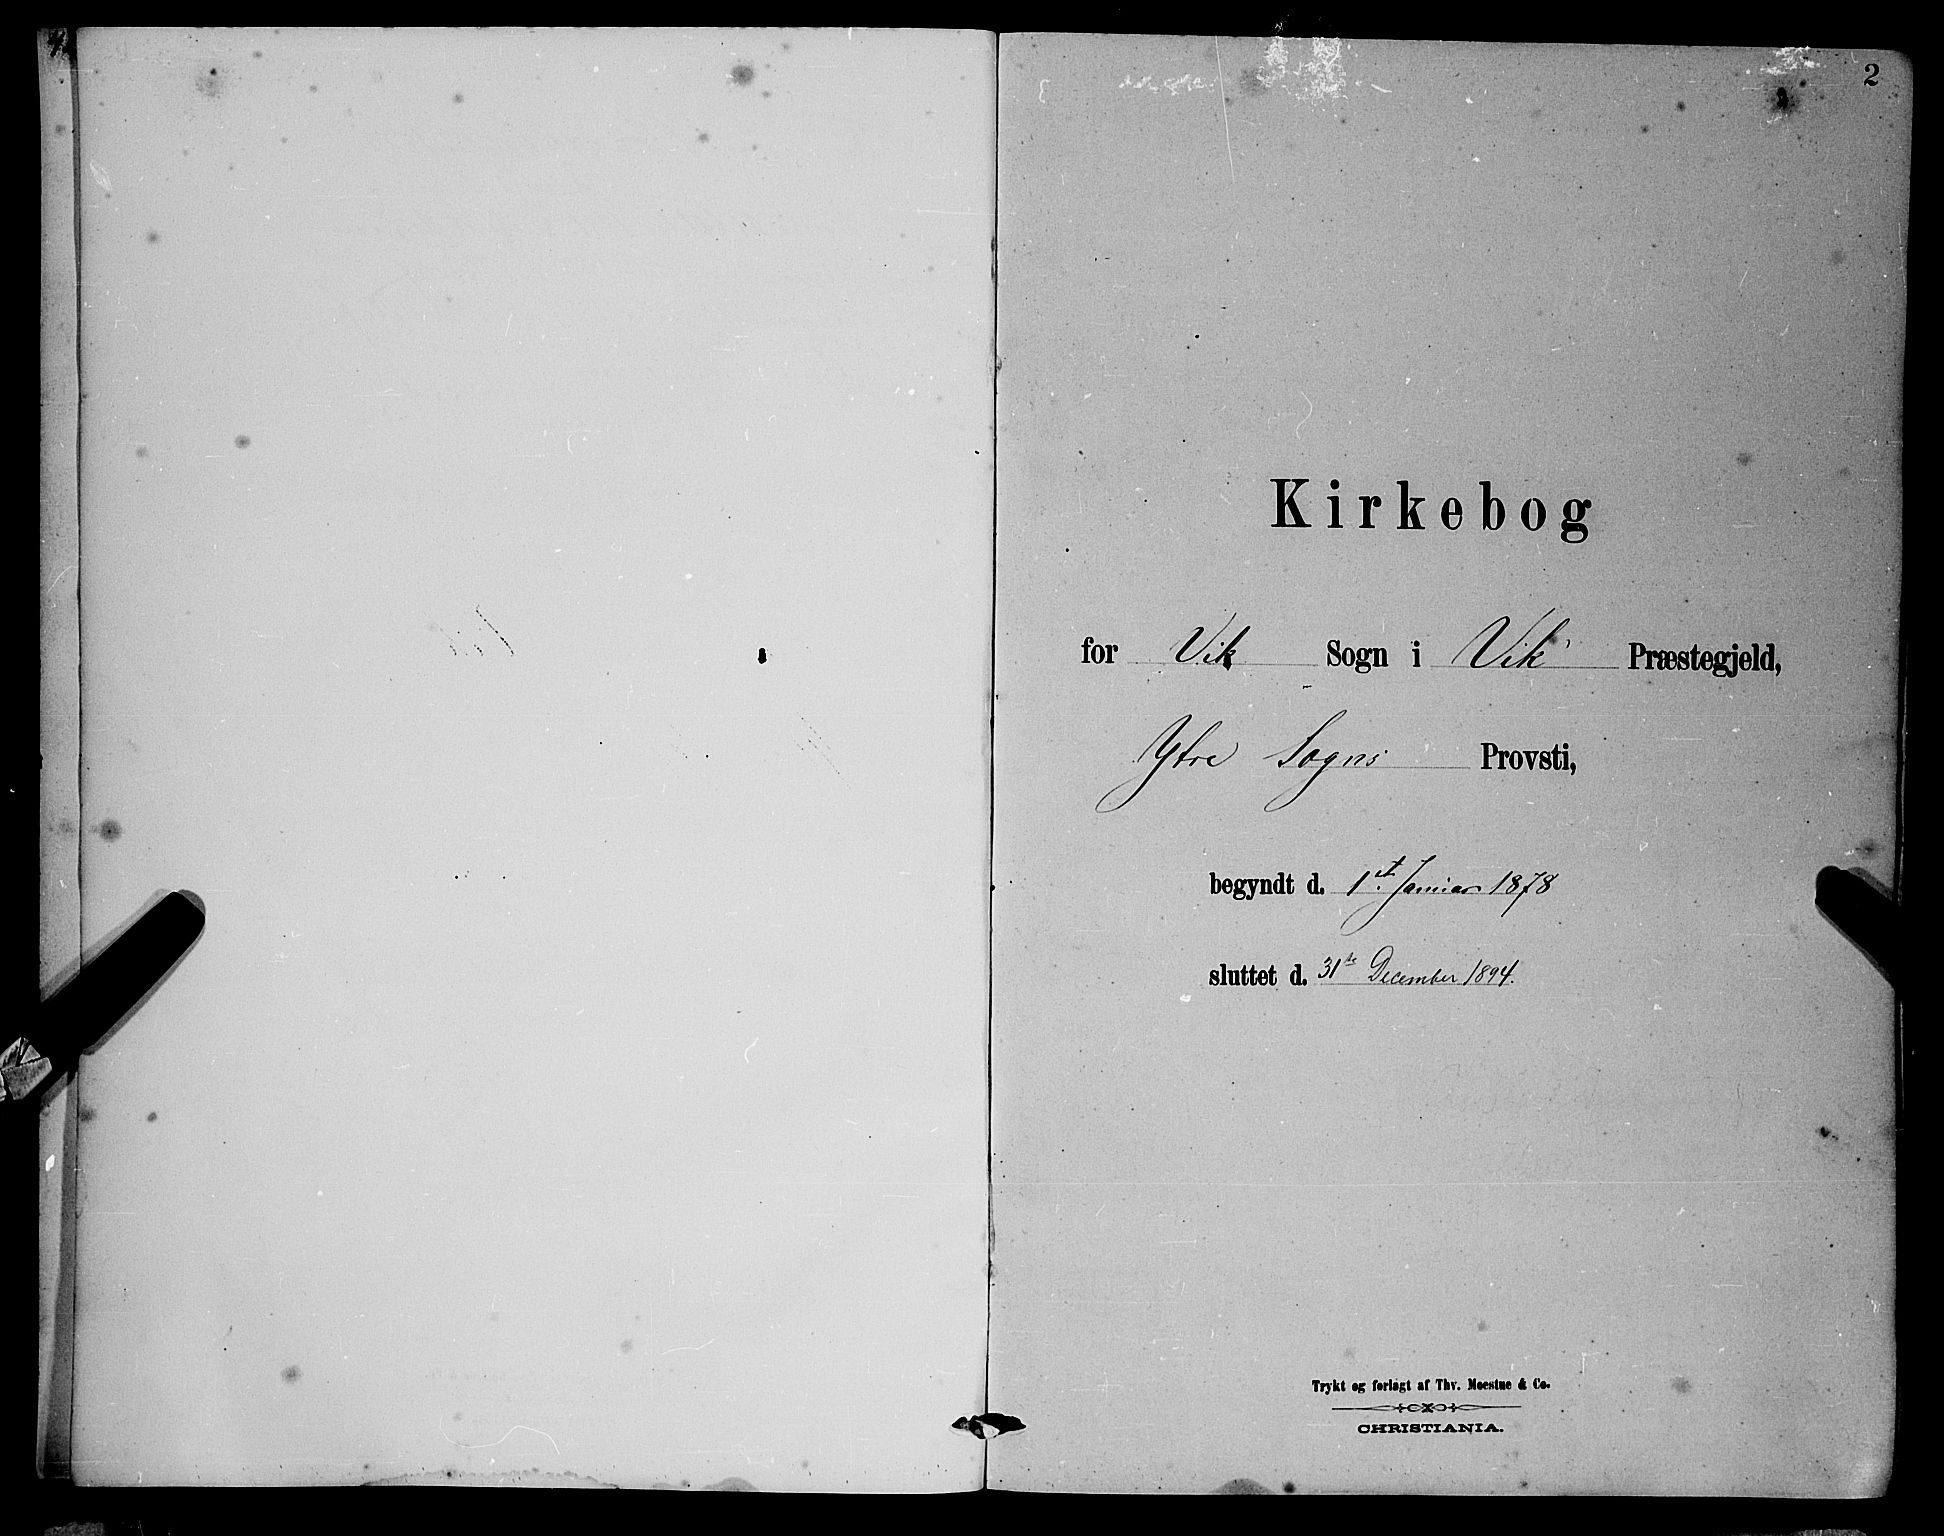 2
Kirkebog
for Vik Sogn i Vik Præstegjeld,
Ytre Sogns Provsti,
begyndt d. 1st. Januar 1878
sluttet d. 31te December 1894.
Trykt og forlagt af Thv. Moestue & Co.
CHRISTIANIA.